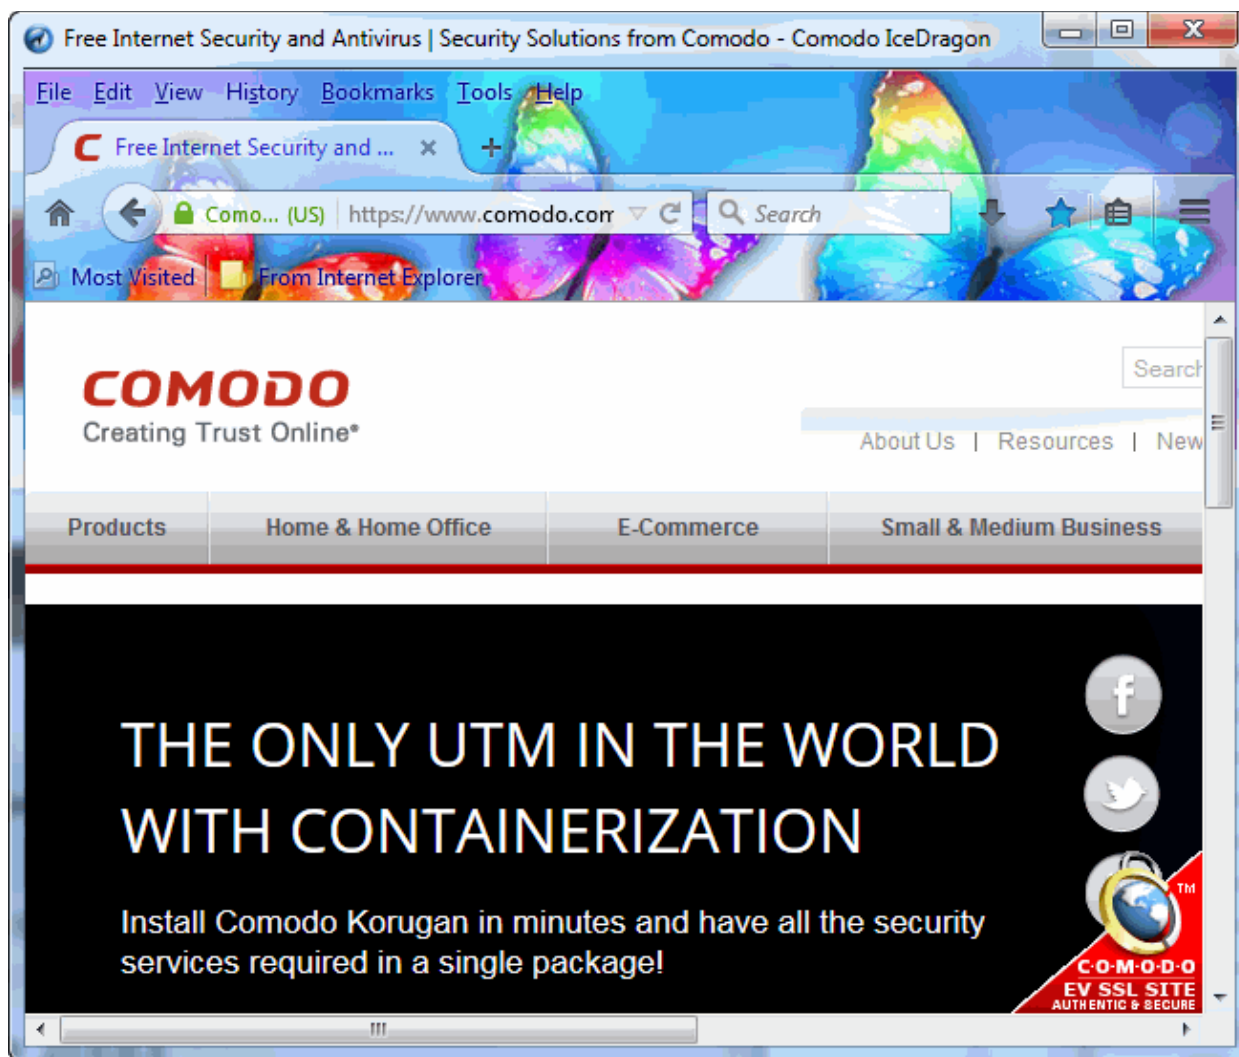 Free Internet Security and Antivirus | Security Solutions from Comodo - Comodo IceDragon
File Edit View History Bookmarks Tools Help
Free Internet Security and ...
Como... (US) https://www.comodo.com Search
Most Visited From Internet Explorer
Search
COMODO
Creating Trust Online®
About Us | Resources | New
Products Home & Home Office E-Commerce Small & Medium Business
THE ONLY UTM IN THE WORLD
WITH CONTAINERIZATION
Install Comodo Korugan in minutes and have all the security
services required in a single package!
TM
C·O·M·O·D·O
EV SSL SITE
AUTHENTIC & SECURE